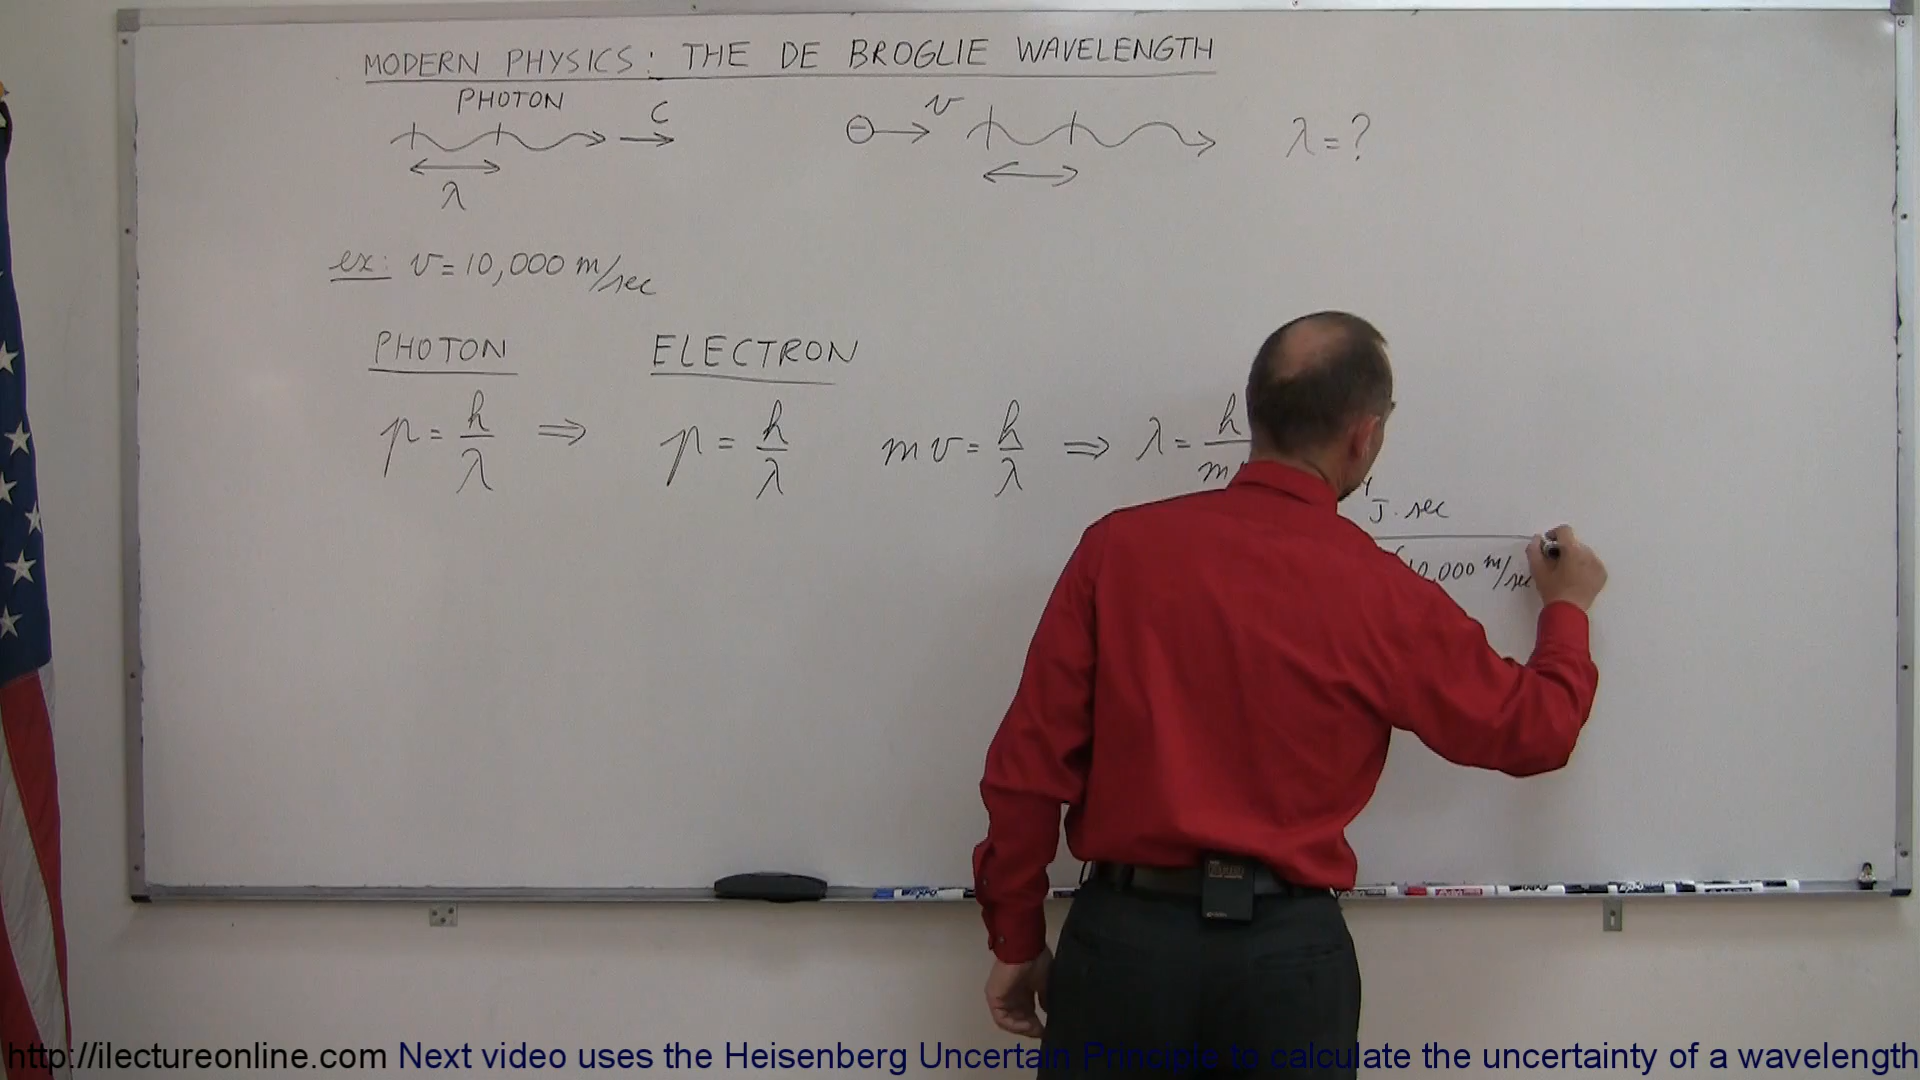 MODERN PHYSICS: THE DE BROGLIE WAVELENGTH
PHOTON
C
v
λ=?
λ
ex: v=10,000 m/sec
PHOTON
ELECTRON
p = h/λ ⇒ p = h/λ mv = h/λ ⇒ λ = h/m
J·sec
10,000 m/sec
http://ilectureonline.com Next video uses the Heisenberg Uncertain Principle to calculate the uncertainty of a wavelength